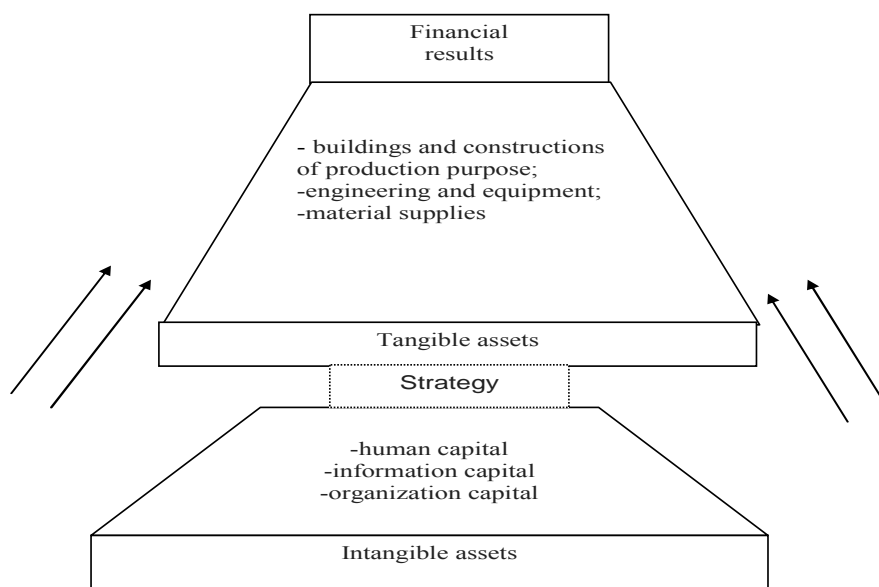 Financial
results
- buildings and constructions
of production purpose;
-engineering and equipment;
-material supplies
Tangible assets
Strategy
-human capital
-information capital
-organization capital
Intangible assets